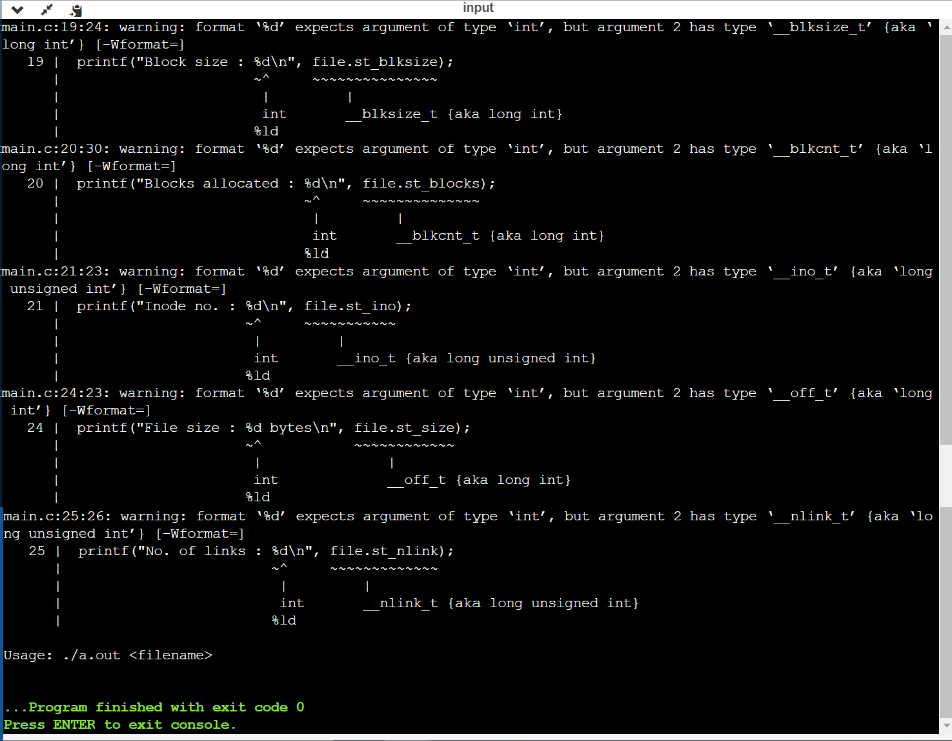 input
main.c:19:24: warning: format ‘%d’ expects argument of type ‘int’, but argument 2 has type ‘__blksize_t’ {aka ‘
long int’} [-Wformat=]
   19 |  printf("Block size : %d\n", file.st_blksize);
      |                       ~^     ~~~~~~~~~~~~~~~
      |                        |         |
      |                        int       __blksize_t {aka long int}
      |                       %ld
main.c:20:30: warning: format ‘%d’ expects argument of type ‘int’, but argument 2 has type ‘__blkcnt_t’ {aka ‘l
ong int’} [-Wformat=]
   20 |  printf("Blocks allocated : %d\n", file.st_blocks);
      |                             ~^     ~~~~~~~~~~~~~~
      |                              |         |
      |                              int       __blkcnt_t {aka long int}
      |                             %ld
main.c:21:23: warning: format ‘%d’ expects argument of type ‘int’, but argument 2 has type ‘__ino_t’ {aka ‘long
 unsigned int’} [-Wformat=]
   21 |  printf("Inode no. : %d\n", file.st_ino);
      |                      ~^     ~~~~~~~~~~~
      |                       |         |
      |                       int       __ino_t {aka long unsigned int}
      |                      %ld
main.c:24:23: warning: format ‘%d’ expects argument of type ‘int’, but argument 2 has type ‘__off_t’ {aka ‘long
 int’} [-Wformat=]
   24 |  printf("File size : %d bytes\n", file.st_size);
      |                      ~^           ~~~~~~~~~~~~
      |                       |               |
      |                       int             __off_t {aka long int}
      |                      %ld
main.c:25:26: warning: format ‘%d’ expects argument of type ‘int’, but argument 2 has type ‘__nlink_t’ {aka ‘lo
ng unsigned int’} [-Wformat=]
   25 |  printf("No. of links : %d\n", file.st_nlink);
      |                         ~^     ~~~~~~~~~~~~~
      |                          |         |
      |                          int       __nlink_t {aka long unsigned int}
      |                         %ld
Usage: ./a.out <filename>
...Program finished with exit code 0
Press ENTER to exit console.